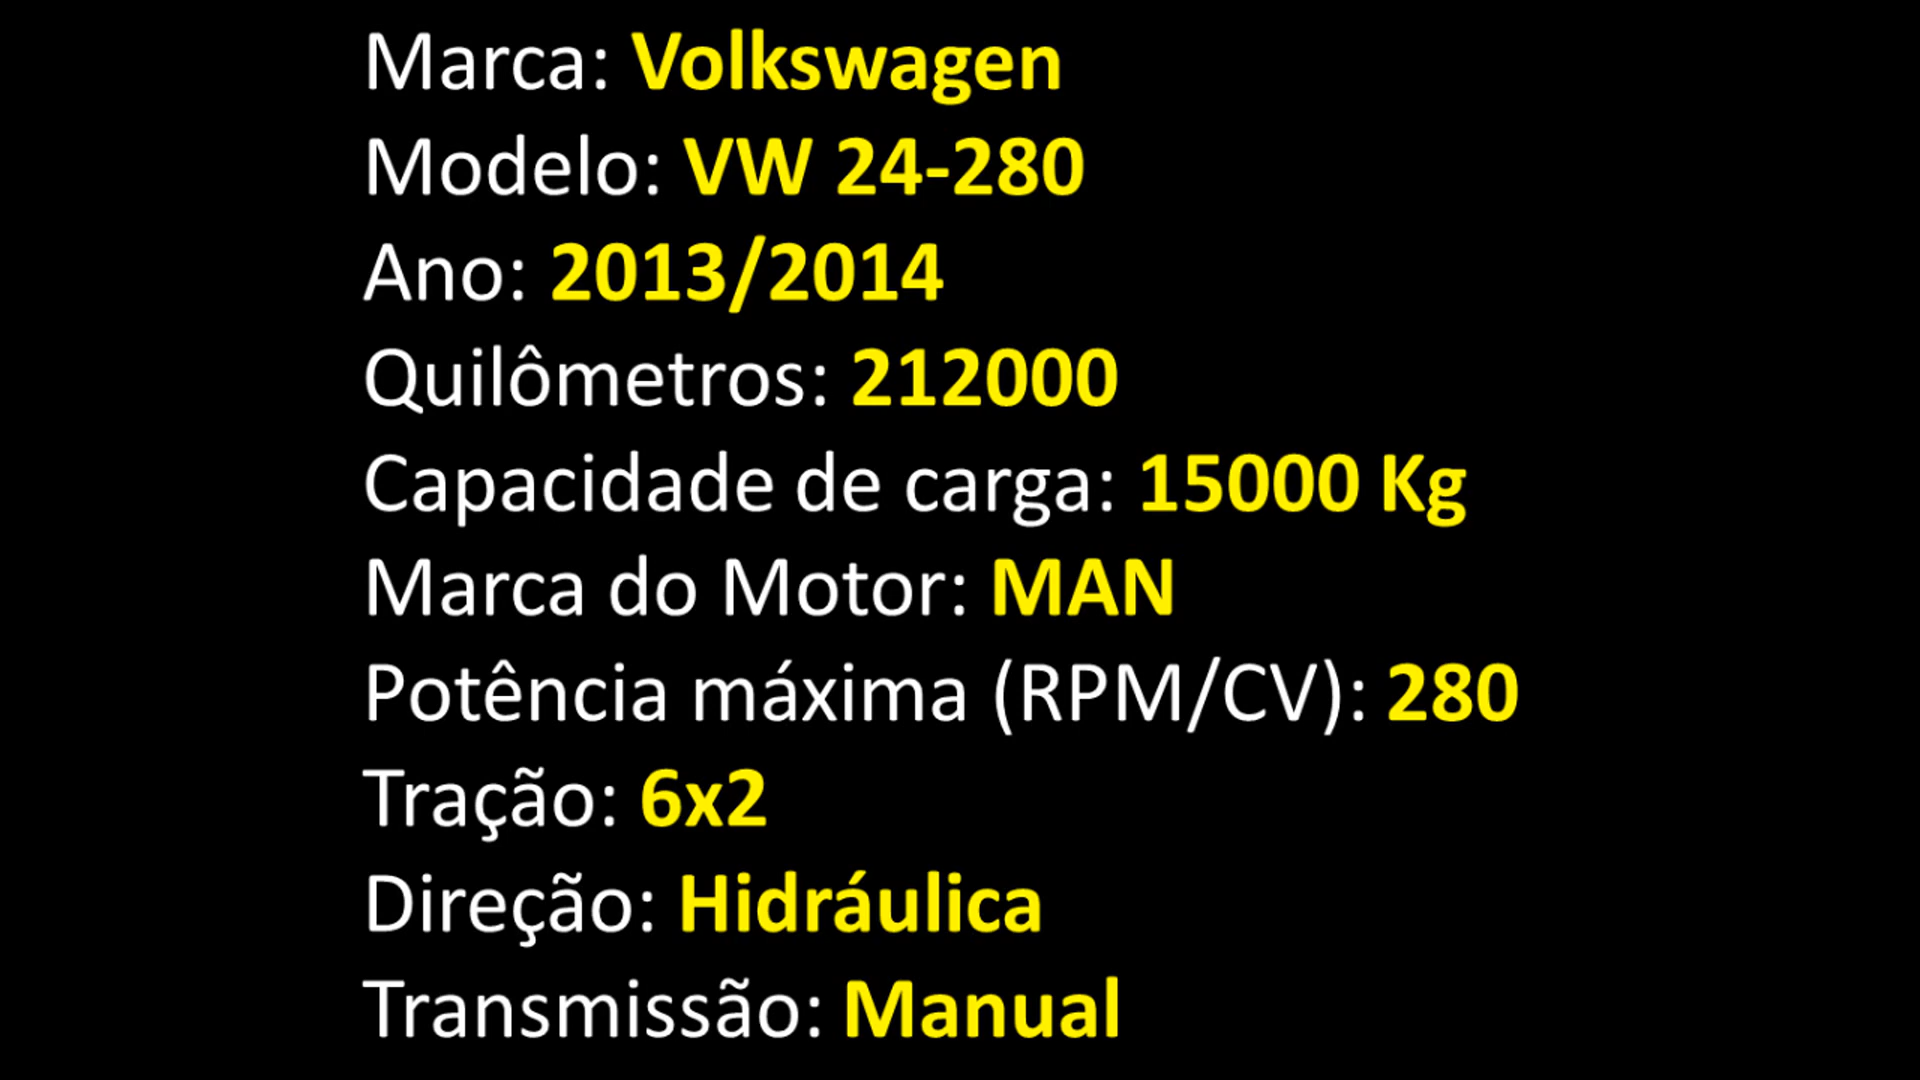 Marca: Volkswagen
Modelo: VW 24-280
Ano: 2013/2014
Quilômetros: 212000
Capacidade de carga: 15000 Kg
Marca do Motor: MAN
Potência máxima (RPM/CV): 280
Tração: 6x2
Direção: Hidráulica
Transmissão: Manual